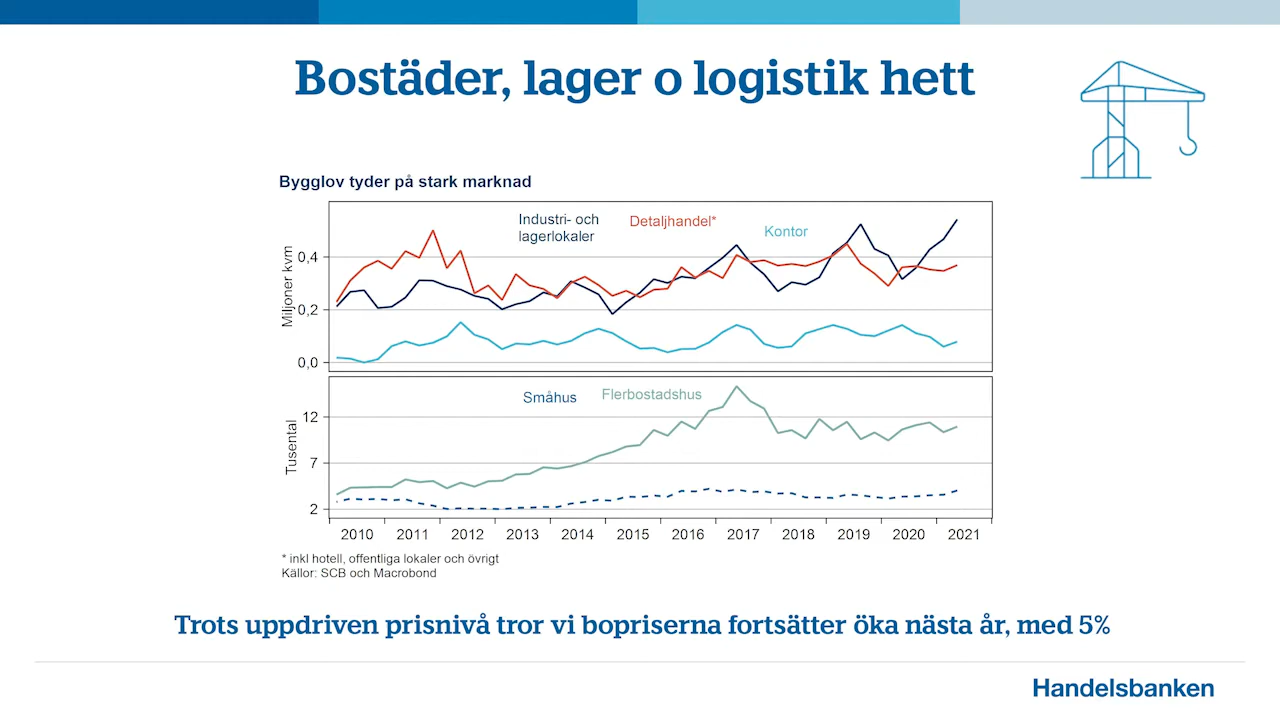 Bostäder, lager o logistik hett
Bygglov tyder på stark marknad
Industri- och
lagerlokaler
Detaljhandel*
Kontor
Miljoner kvm
0,4
0,2
0,0
Småhus
Flerbostadshus
Tusental
12
7
2
2010 2011 2012 2013 2014 2015 2016 2017 2018 2019 2020 2021
* inkl hotell, offentliga lokaler och övrigt
Källor: SCB och Macrobond
Trots uppdriven prisnivå tror vi bopriserna fortsätter öka nästa år, med 5%
Handelsbanken